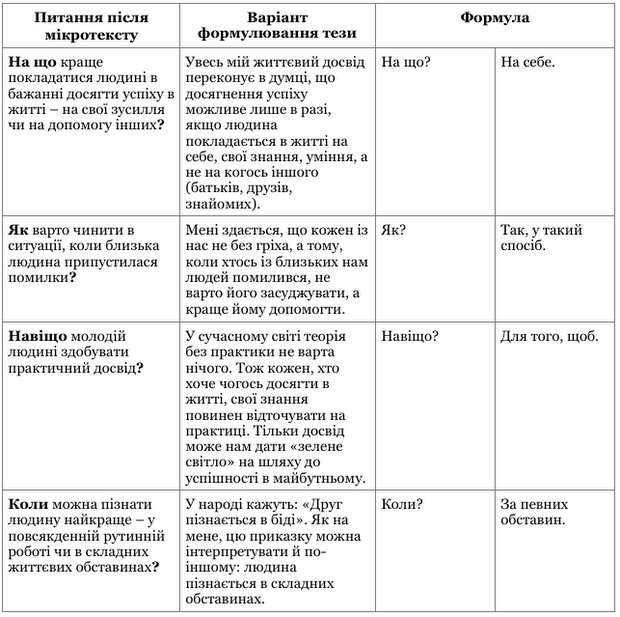 Питання після
мікротексту
Варіант
формулювання тези
Формула
На що краще
покладатися людині в
бажанні досягти успіху в
житті – на свої зусилля
чи на допомогу інших?
Увесь мій життєвий досвід
переконує в думці, що
досягнення успіху
можливе лише в разі,
якщо людина
покладається в житті на
себе, свої знання, уміння, а
не на когось іншого
(батьків, друзів,
знайомих).
На що?
На себе.
Як варто чинити в
ситуації, коли близька
людина припустилася
помилки?
Мені здається, що кожен із
нас не без гріха, а тому,
коли хтось із близьких нам
людей помилився, не
варто його засуджувати, а
краще йому допомогти.
Як?
Так, у такий
спосіб.
Навіщо молодій
людині здобувати
практичний досвід?
У сучасному світі теорія
без практики не варта
нічого. Тож кожен, хто
хоче чогось досягти в
житті, свої знання
повинен відточувати на
практиці. Тільки досвід
може нам дати «зелене
світло» на шляху до
успішності в майбутньому.
Навіщо?
Для того, щоб.
Коли можна пізнати
людину найкраще – у
повсякденній рутинній
роботі чи в складних
життєвих обставинах?
У народі кажуть: «Друг
пізнається в біді». Як на
мене, цю приказку можна
інтерпретувати й по-
іншому: людина
пізнається в складних
обставинах.
Коли?
За певних
обставин.